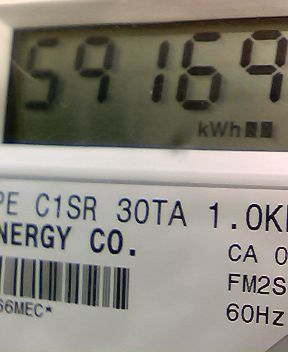 59169
kWh
PE C1SR 30TA 1.0K
NERGY CO.
CA 0
FM2S
66MEC*
60Hz